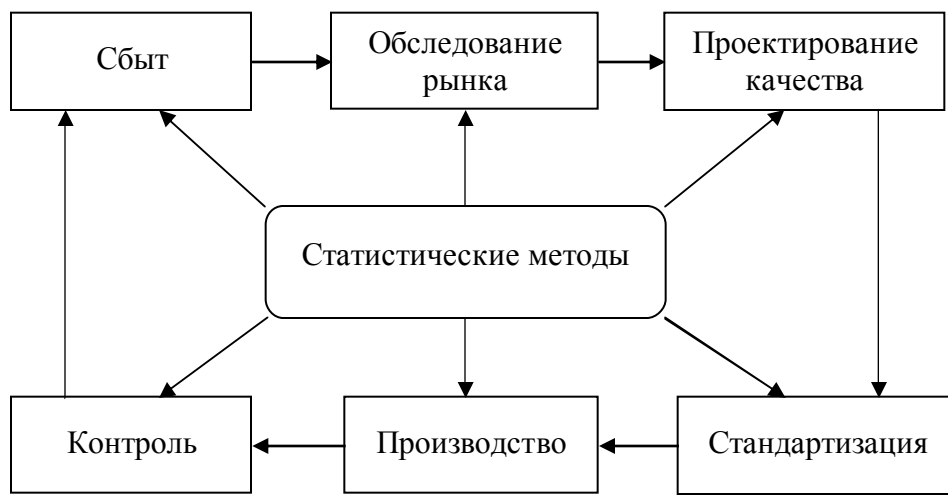 Сбыт
Обследование
рынка
Проектирование
качества
Статистические методы
Контроль
Производство
Стандартизация